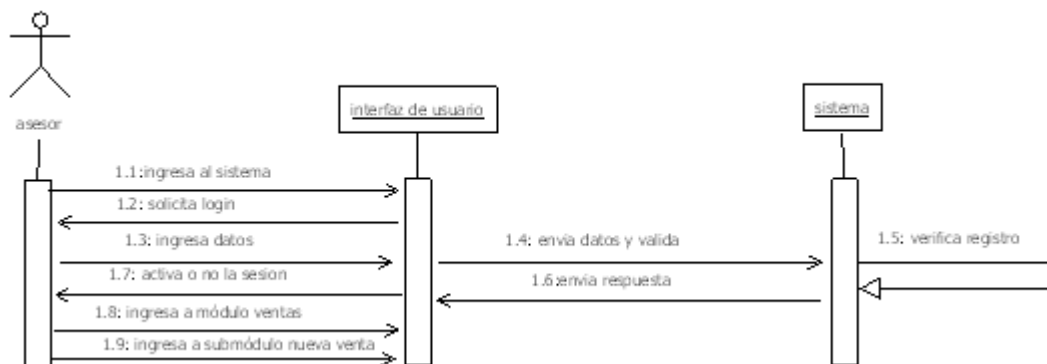 interfaz de usuario
sistema
asesor
1.1:ingresa al sistema
1.2: solicita login
1.3: ingresa datos
1.4: envia datos y valida
1.5: verifica registro
1.6:envia respuesta
1.7: activa o no la sesion
1.8: ingresa a módulo ventas
1.9: ingresa a submódulo nueva venta